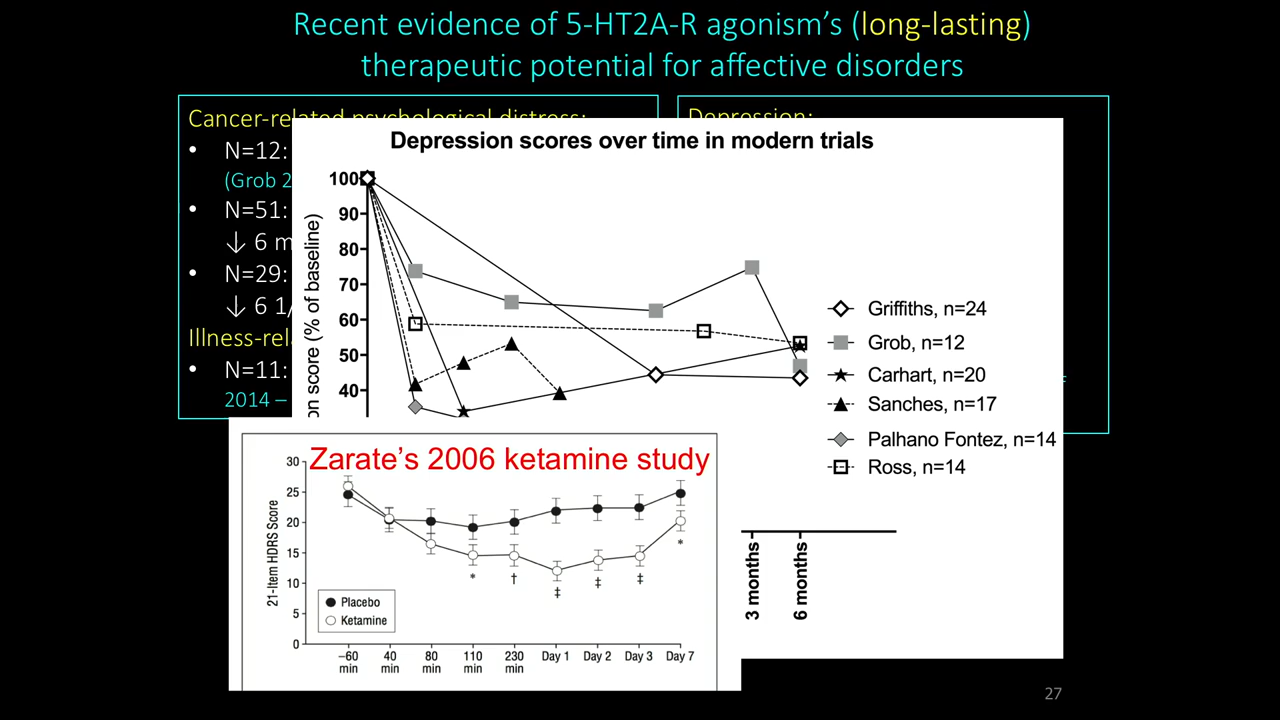 Recent evidence of 5-HT2A-R agonism's (long-lasting)
therapeutic potential for affective disorders
Cancer-related psychological distress:
• N=12:
(Grob 2
• N=51:
↓ 6 m
• N=29:
↓ 6 1/
Illness-rel
• N=11:
2014 –
Depression:
Depression scores over time in modern trials
on score (% of baseline)
100
90
80
70
60
50
40
Griffiths, n=24
Grob, n=12
Carhart, n=20
Sanches, n=17
Palhano Fontez, n=14
Ross, n=14
3 months
6 months
Zarate's 2006 ketamine study
21-Item HDRS Score
30
25
20
15
10
5
0
* † ‡ ‡ ‡ *
Placebo
Ketamine
–60 min
40 min
80 min
110 min
230 min
Day 1
Day 2
Day 3
Day 7
27